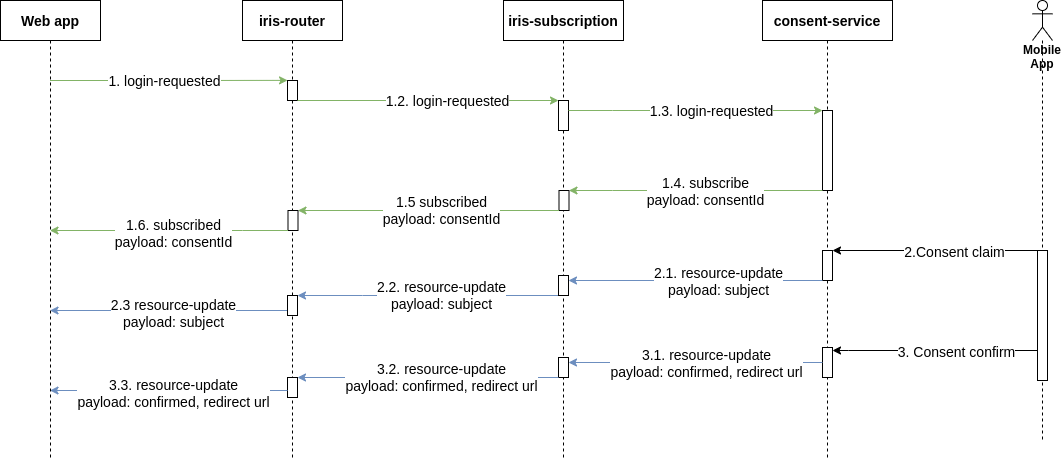 Web app
iris-router
iris-subscription
consent-service
Mobile
App
1. login-requested
1.2. login-requested
1.3. login-requested
1.4. subscribe
payload: consentId
1.5 subscribed
payload: consentId
1.6. subscribed
payload: consentId
2.Consent claim
2.1. resource-update
payload: subject
2.2. resource-update
payload: subject
2.3 resource-update
payload: subject
3. Consent confirm
3.1. resource-update
payload: confirmed, redirect url
3.2. resource-update
payload: confirmed, redirect url
3.3. resource-update
payload: confirmed, redirect url